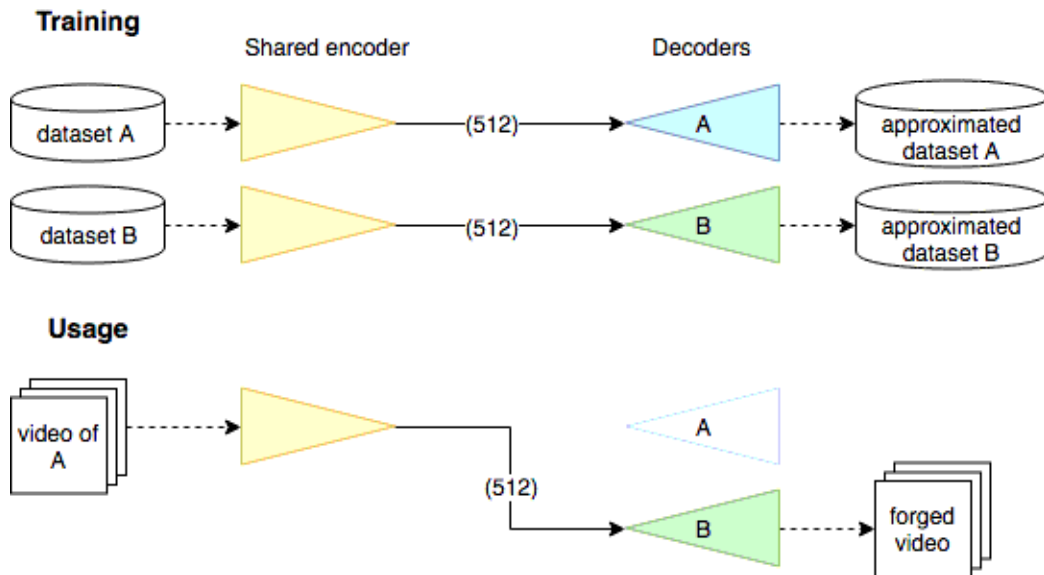 Training
Shared encoder
Decoders
dataset A
(512)
A
approximated
dataset A
dataset B
(512)
B
approximated
dataset B
Usage
video of
A
A
(512)
B
forged
video